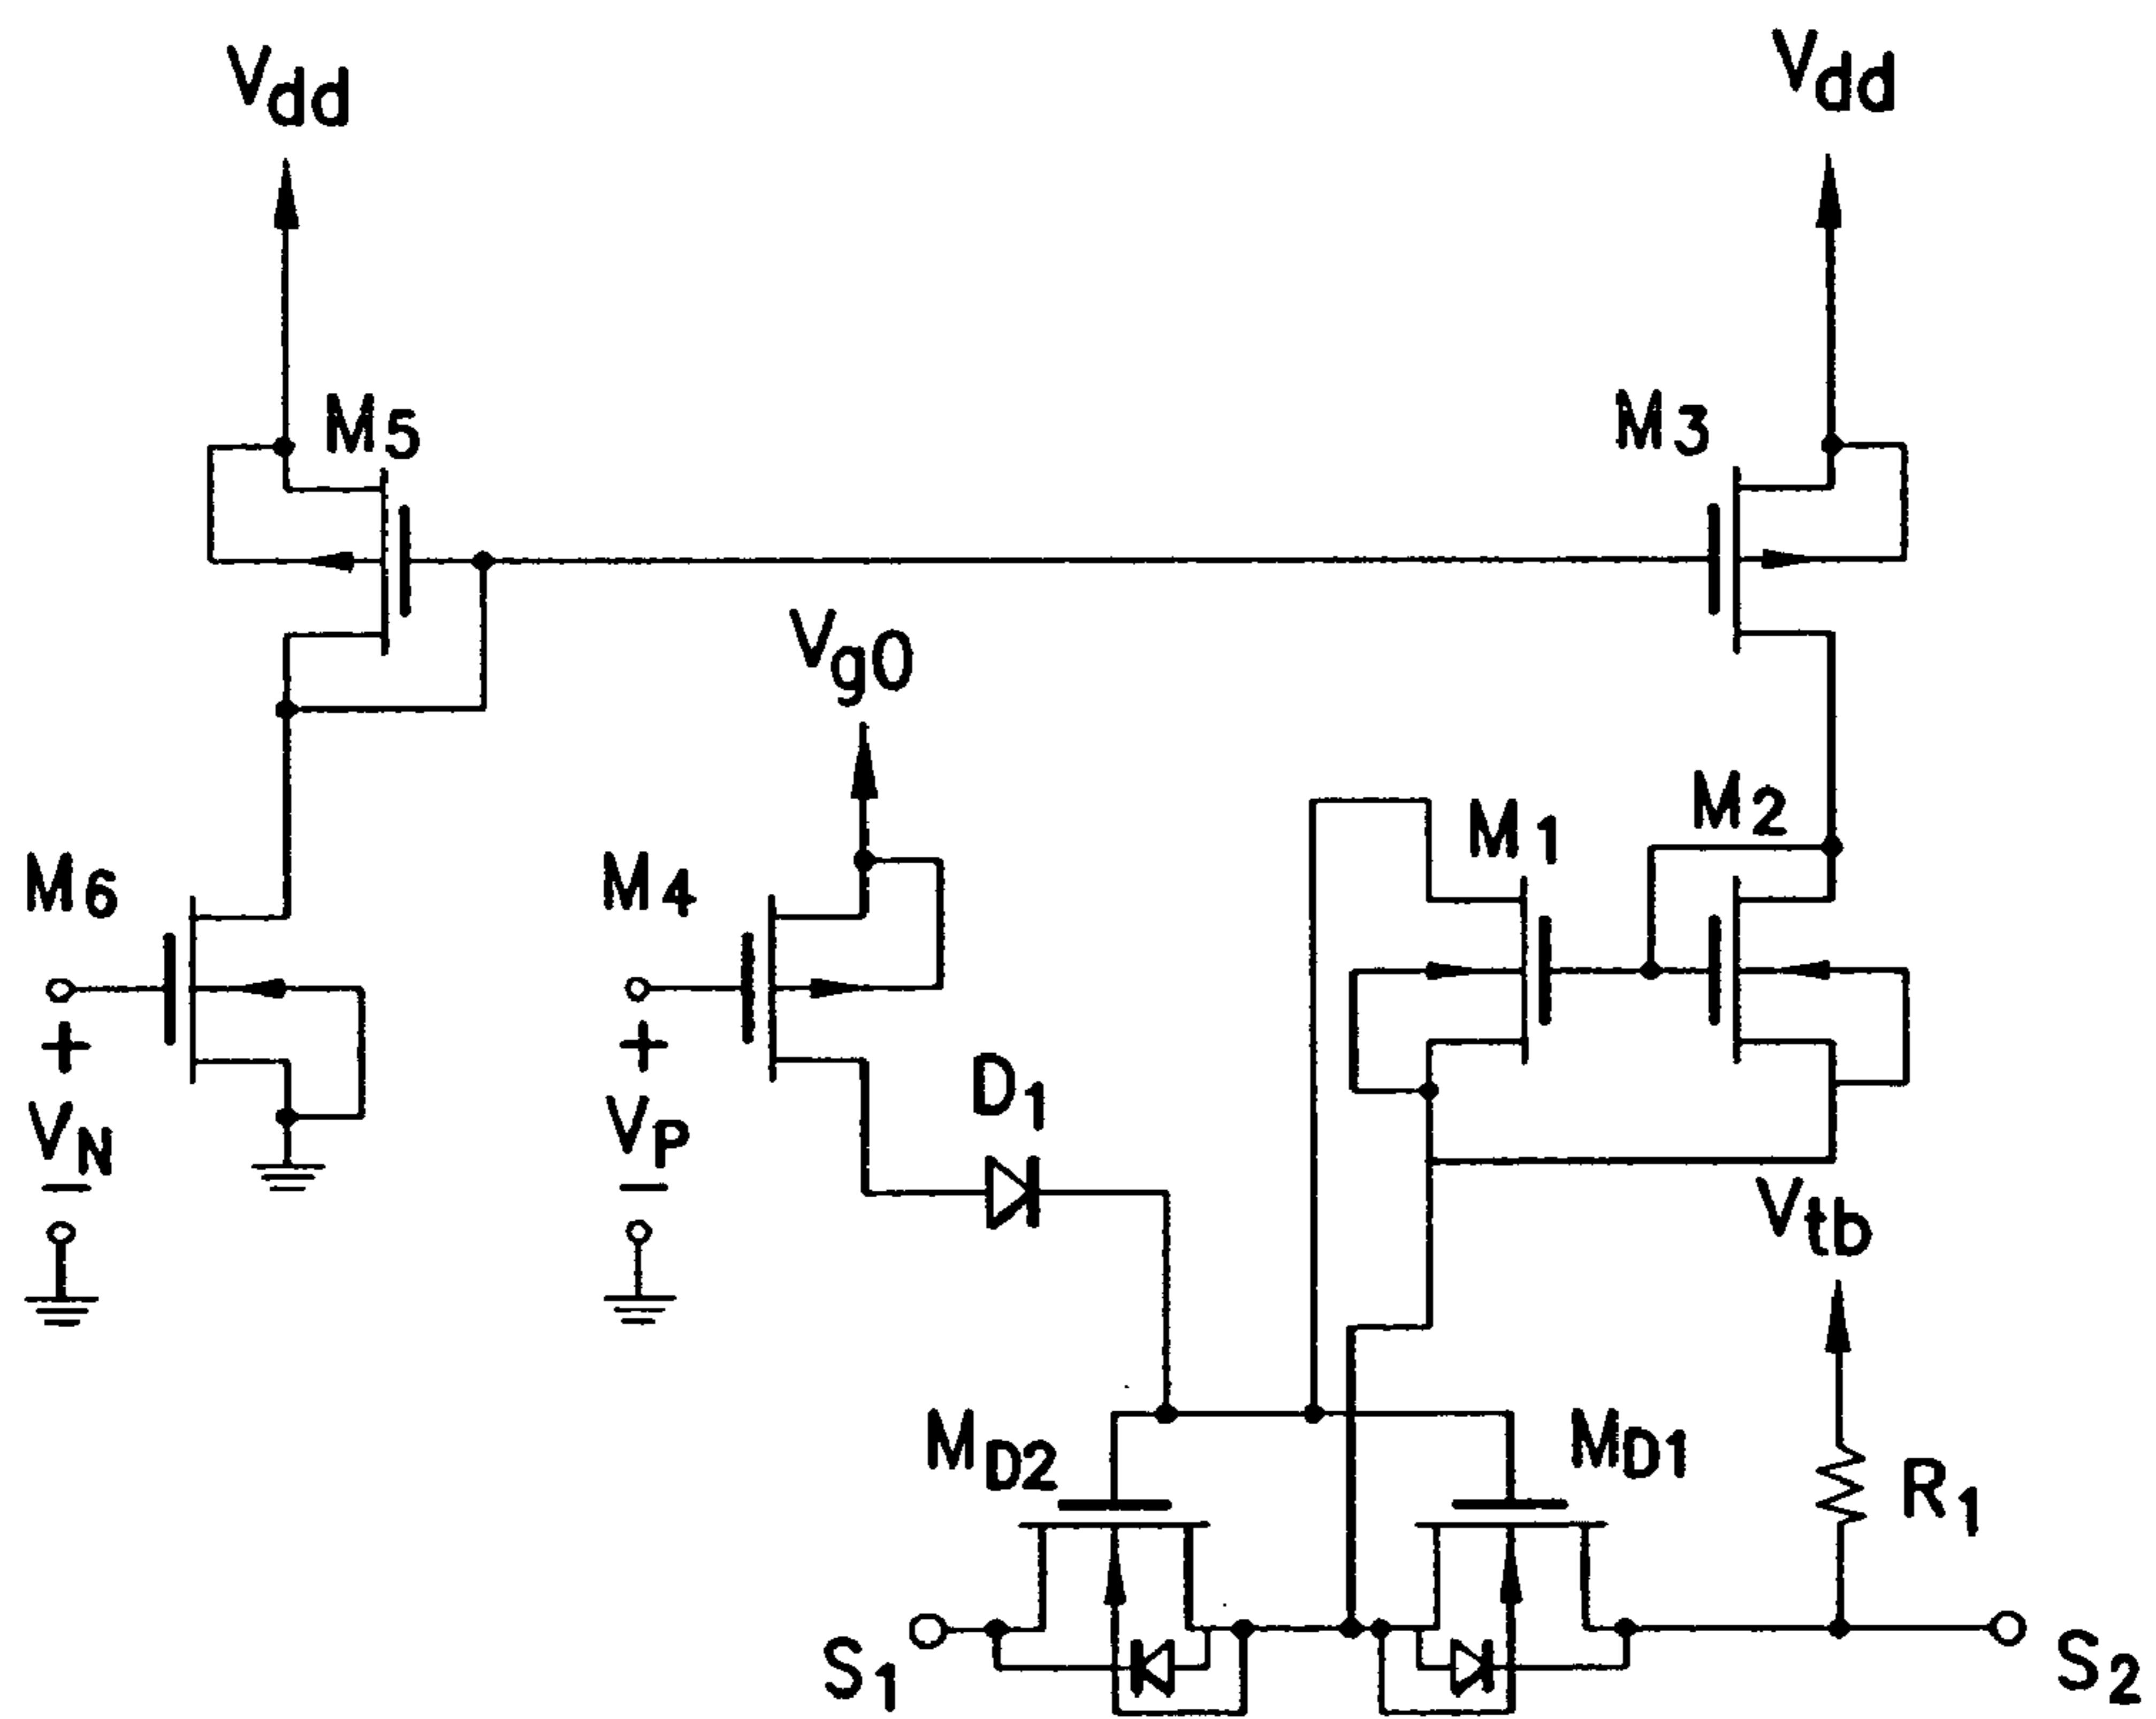 Vdd
Vdd
M5
M3
Vg0
M6
M4
M1
M2
+
VN
−
+
VP
−
D1
Vtb
MD2
MD1
R1
S1
S2